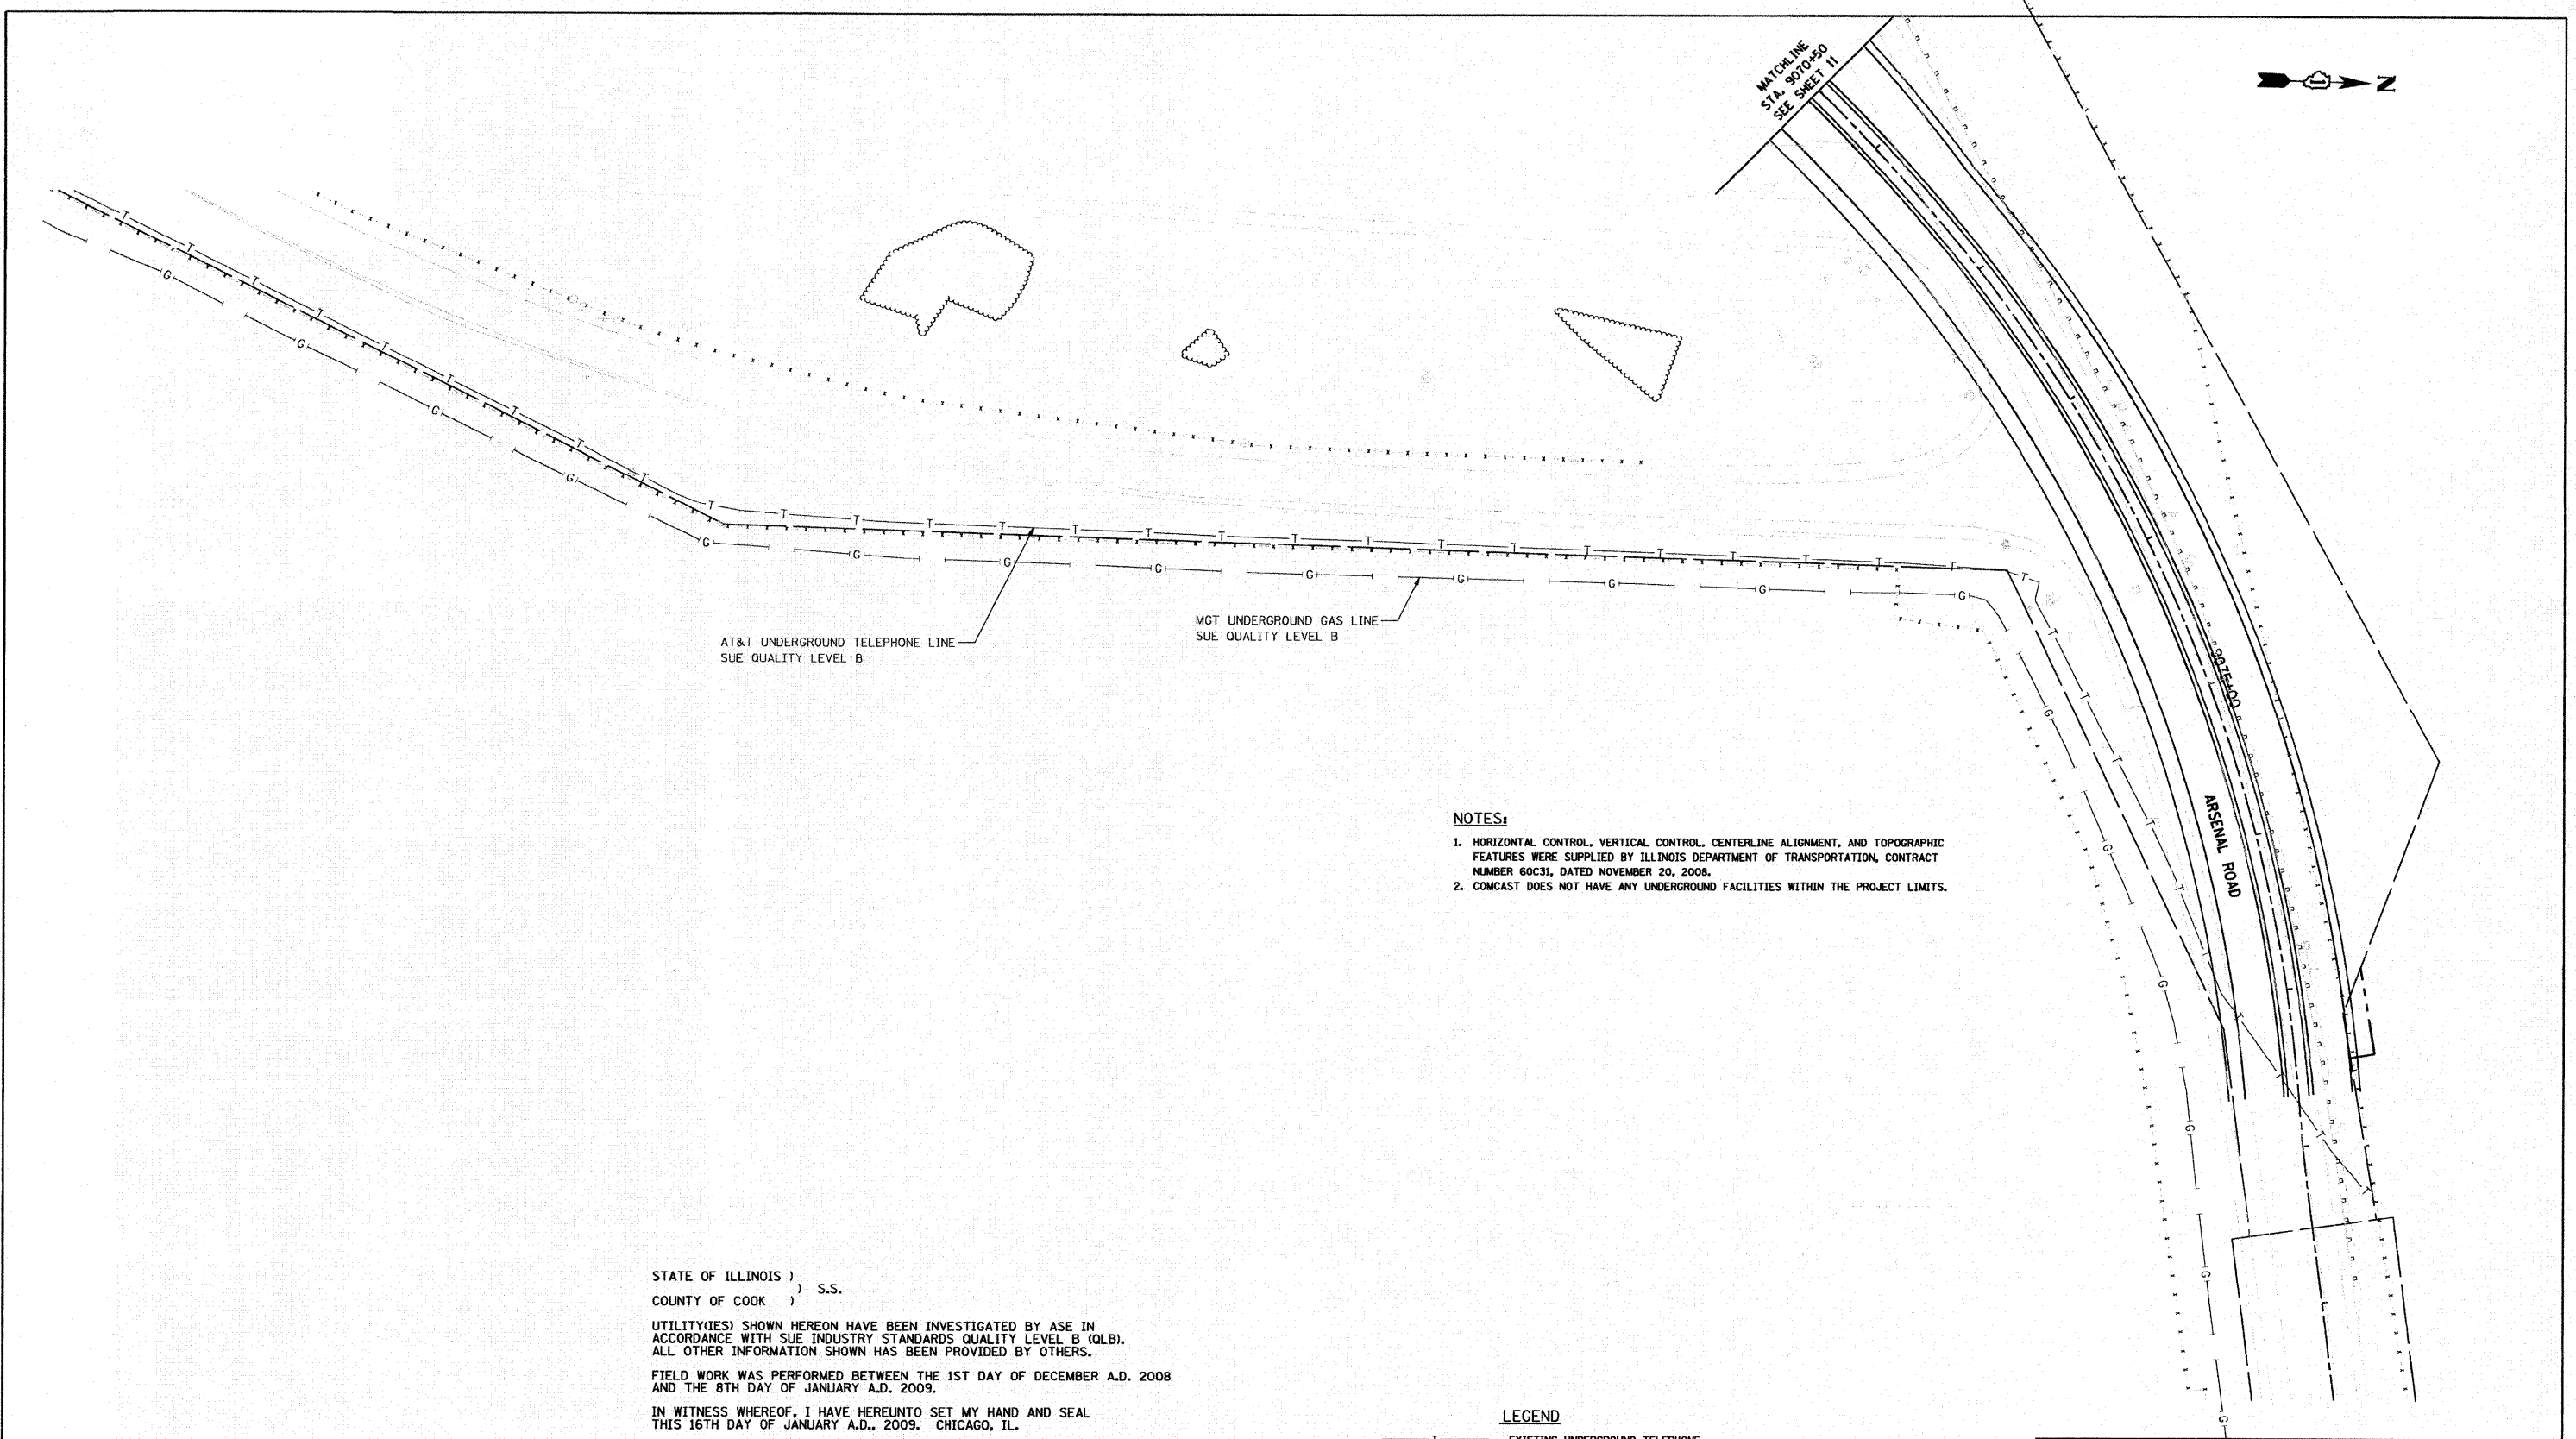 MATCHLINE
STA. 9070+50
SEE SHEET 11
N
AT&T UNDERGROUND TELEPHONE LINE
SUE QUALITY LEVEL B
MGT UNDERGROUND GAS LINE
SUE QUALITY LEVEL B
9075+00
ARSENAL ROAD
NOTES:
1. HORIZONTAL CONTROL, VERTICAL CONTROL, CENTERLINE ALIGNMENT, AND TOPOGRAPHIC
FEATURES WERE SUPPLIED BY ILLINOIS DEPARTMENT OF TRANSPORTATION, CONTRACT
NUMBER 60C31, DATED NOVEMBER 20, 2008.
2. COMCAST DOES NOT HAVE ANY UNDERGROUND FACILITIES WITHIN THE PROJECT LIMITS.
STATE OF ILLINOIS )
) S.S.
COUNTY OF COOK )
UTILITY(IES) SHOWN HEREON HAVE BEEN INVESTIGATED BY ASE IN
ACCORDANCE WITH SUE INDUSTRY STANDARDS QUALITY LEVEL B (QLB).
ALL OTHER INFORMATION SHOWN HAS BEEN PROVIDED BY OTHERS.
FIELD WORK WAS PERFORMED BETWEEN THE 1ST DAY OF DECEMBER A.D. 2008
AND THE 8TH DAY OF JANUARY A.D. 2009.
IN WITNESS WHEREOF, I HAVE HEREUNTO SET MY HAND AND SEAL
THIS 16TH DAY OF JANUARY A.D., 2009. CHICAGO, IL.
LEGEND
EXISTING UNDERGROUND TELEPHONE